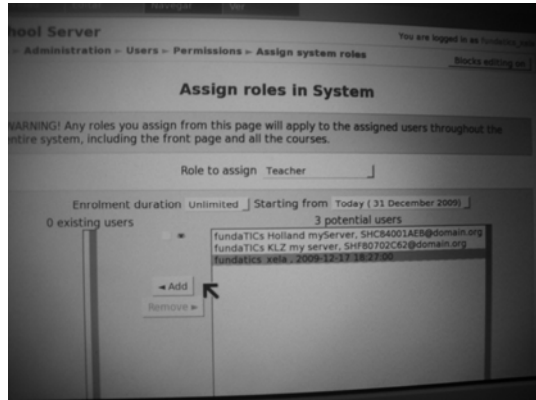 Navegar Ver
hool Server
You are logged in as
Administration ► Users ► Permissions ► Assign system roles
Blocks editing on
Assign roles in System
WARNING! Any roles you assign from this page will apply to the assigned users throughout the
entire system, including the front page and all the courses.
Role to assign Teacher
Enrolment duration Unlimited Starting from Today ( 31 December 2009)
0 existing users
3 potential users
fundaTICs Holland myServer, SHCB4001AEB@domain.org
fundaTICs KLZ my server, SHF80702C62@domain.org
fundatics xela , 2009-12-17 18:27:00
◄ Add
Remove ►